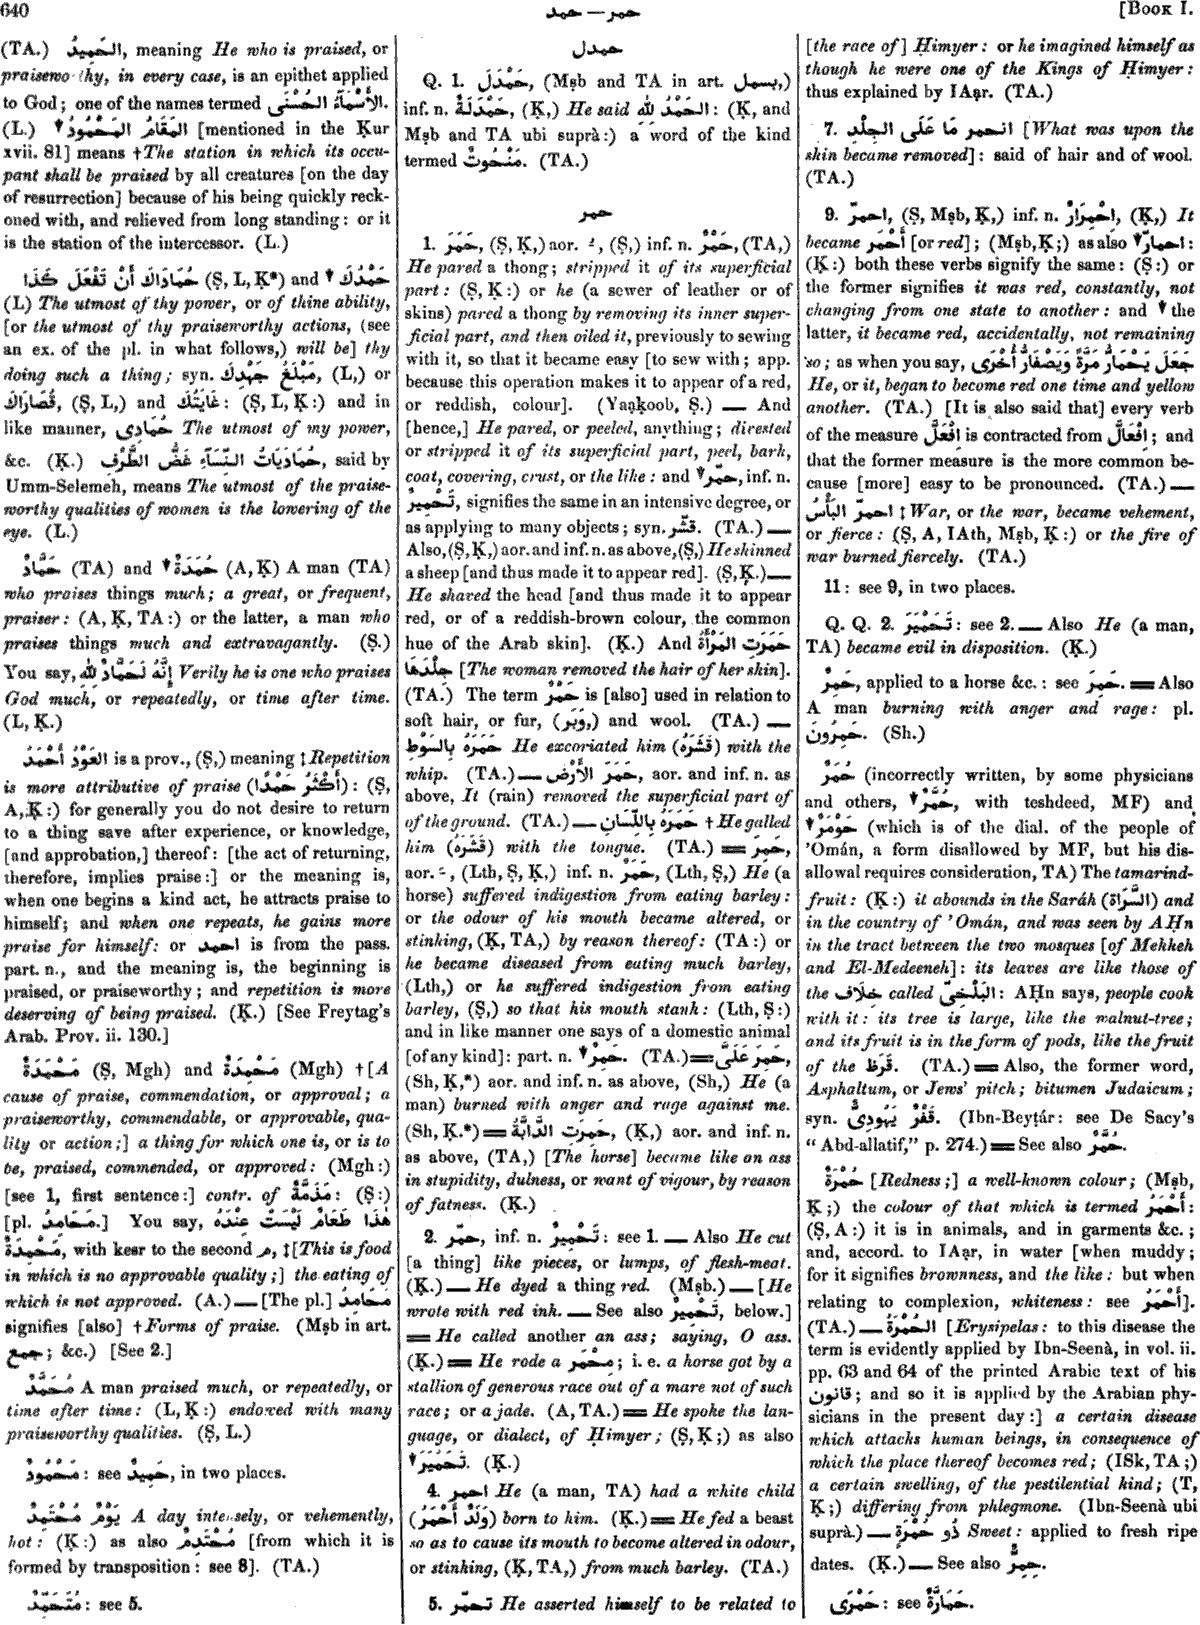 640
حمد — حمر
[Book I.
(TA.) الحَمِيدُ, meaning He who is praised, or
praiseworthy, in every case, is an epithet applied
to God; one of the names termed الأَسْمَآءُ الحُسْنَى.
(L.) المَقَامُ المَحْمُودُ [mentioned in the Ḳur
xvii. 81] means †The station in which its occu-
pant shall be praised by all creatures [on the day
of resurrection] because of his being quickly reck-
oned with, and relieved from long standing: or it
is the station of the intercessor. (L.)
حُمَادَاكَ أَنْ تَفْعَلَ كَذَا (Ṣ, L, Ḳ*) and حَمْدُكَ
(L) The utmost of thy power, or of thine ability,
[or the utmost of thy praiseworthy actions, (see
an ex. of the pl. in what follows,) will be] thy
doing such a thing; syn. مَبْلَغُ جَهْدِكَ, (L,) or
قُصَارَاكَ, (Ṣ, L,) and غَايَتُكَ: (Ṣ, L, Ḳ:) and in
like manner, حُمَادَى The utmost of my power,
&c. (Ḳ.) حُمَادَيَاتُ النِّسَآءِ غَضُّ الطَّرْفِ, said by
Umm-Selemeh, means The utmost of the praise-
worthy qualities of women is the lowering of the
eye. (L.)
حَمَّادٌ (TA) and حُمَدَةٌ (A, Ḳ) A man (TA)
who praises things much; a great, or frequent,
praiser: (A, Ḳ, TA:) or the latter, a man who
praises things much and extravagantly. (Ṣ.)
You say, إِنَّهُ لَحَمَّادٌ لِلّٰهِ Verily he is one who praises
God much, or repeatedly, or time after time.
(L, Ḳ.)
العَوْدُ أَحْمَدُ is a prov., (Ṣ,) meaning ‡Repetition
is more attributive of praise (أَكْثَرُ حَمْدًا): (Ṣ,
A, Ḳ:) for generally you do not desire to return
to a thing save after experience, or knowledge,
[and approbation,] thereof: [the act of returning,
therefore, implies praise:] or the meaning is,
when one begins a kind act, he attracts praise to
himself; and when one repeats, he gains more
praise for himself: or احمد is from the pass.
part. n., and the meaning is, the beginning is
praised, or praiseworthy; and repetition is more
deserving of being praised. (Ḳ.) [See Freytag's
Arab. Prov. ii. 130.]
مَحْمَدَةٌ (Ṣ, Mgh) and مَحْمِدَةٌ (Mgh) †[A
cause of praise, commendation, or approval; a
praiseworthy, commendable, or approvable, qua-
lity or action;] a thing for which one is, or is to
be, praised, commended, or approved: (Mgh:)
[see 1, first sentence:] contr. of مَذَمَّةٌ: (Ṣ:)
[pl. مَحَامِدُ.] You say, هٰذَا طَعَامٌ لَيْسَتْ عِنْدَهُ
مَحْمِدَةٌ, with kesr to the second م, ‡[This is food
in which is no approvable quality;] the eating of
which is not approved. (A.) — [The pl.] مَحَامِدُ
signifies [also] †Forms of praise. (Mṣb in art.
جمع; &c.) [See 2.]
مُحَمَّدٌ A man praised much, or repeatedly, or
time after time: (L, Ḳ:) endowed with many
praiseworthy qualities. (Ṣ, L.)
مَحْمُودٌ: see حَمِيدٌ, in two places.
يَوْمٌ مُحْتَمِدٌ A day intensely, or vehemently,
hot: (Ḳ:) as also مُحْتَدِمٌ [from which it is
formed by transposition: see 8]. (TA.)
مُتَحَمِّدٌ: see 5.
حمدل
Q. 1. حَمْدَلَ, (Mṣb and TA in art. بسمل,)
inf. n. حَمْدَلَةٌ, (Ḳ,) He said الحَمْدُ لِلّٰهِ: (Ḳ, and
Mṣb and TA ubi suprà:) a word of the kind
termed مَنْحُوتٌ. (TA.)
حمر
1. حَمَرَ, (Ṣ, Ḳ,) aor. ـُ, (Ṣ,) inf. n. حَمْرٌ, (TA,)
He pared a thong; stripped it of its superficial
part: (Ṣ, Ḳ:) or he (a sewer of leather or of
skins) pared a thong by removing its inner super-
ficial part, and then oiled it, previously to sewing
with it, so that it became easy [to sew with; app.
because this operation makes it to appear of a red,
or reddish, colour]. (Yaạḳoob, Ṣ.) — And
[hence,] He pared, or peeled, anything; divested
or stripped it of its superficial part, peel, bark,
coat, covering, crust, or the like: and حمّر, inf. n.
تَحْمِيرٌ, signifies the same in an intensive degree, or
as applying to many objects; syn. قشّر. (TA.) —
Also, (Ṣ, Ḳ,) aor. and inf. n. as above, (Ṣ,) He skinned
a sheep [and thus made it to appear red]. (Ṣ, Ḳ.) —
He shaved the head [and thus made it to appear
red, or of a reddish-brown colour, the common
hue of the Arab skin]. (Ḳ.) And حَمَرَتِ المَرْأَةُ
جِلْدَهَا [The woman removed the hair of her skin].
(TA.) The term حَمْرٌ is [also] used in relation to
soft hair, or fur, (وَبَر,) and wool. (TA.) —
حَمَرَهُ بِالسَّوْطِ He excoriated him (قَشَرَهُ) with the
whip. (TA.) — حَمَرَ الأَرْضَ, aor. and inf. n. as
above, It (rain) removed the superficial part of
of the ground. (TA.) — حَمَرَهُ بِاللِّسَانِ †He galled
him (قَشَرَهُ) with the tongue. (TA.) = حَمِرَ,
aor. ـَ, (Lth, Ṣ, Ḳ,) inf. n. حَمَرٌ, (Lth, Ṣ,) He (a
horse) suffered indigestion from eating barley:
or the odour of his mouth became altered, or
stinking, (Ḳ, TA,) by reason thereof: (TA:) or
he became diseased from eating much barley,
(Lth,) or he suffered indigestion from eating
barley, (Ṣ,) so that his mouth stank: (Lth, Ṣ:)
and in like manner one says of a domestic animal
[of any kind]: part. n. حَمِرٌ. (TA.) = حَمِرَ عَلَىَّ,
(Sh, Ḳ,*) aor. and inf. n. as above, (Sh,) He (a
man) burned with anger and rage against me.
(Sh, Ḳ.*) = حَمِرَتِ الدَّابَّةُ, (Ḳ,) aor. and inf. n.
as above, (TA,) [The horse] became like an ass
in stupidity, dulness, or want of vigour, by reason
of fatness. (Ḳ.)
2. حمّر, inf. n. تَحْمِيرٌ: see 1. — Also He cut
[a thing] like pieces, or lumps, of flesh-meat.
(Ḳ.) — He dyed a thing red. (Mṣb.) — [He
wrote with red ink. — See also تَحْمِيرٌ, below.]
= He called another an ass; saying, O ass.
(Ḳ.) = He rode a مِحْمَر; i. e. a horse got by a
stallion of generous race out of a mare not of such
race; or a jade. (A, TA.) = He spoke the lan-
guage, or dialect, of Ḥimyer; (Ṣ, Ḳ;) as also
تَحَمْيَرَ. (Ḳ.)
4. احمر He (a man, TA) had a white child
(وَلَدٌ أَحْمَرُ) born to him. (Ḳ.) = He fed a beast
so as to cause its mouth to become altered in odour,
or stinking, (Ḳ, TA,) from much barley. (TA.)
5. تحمّر He asserted himself to be related to
[the race of] Ḥimyer: or he imagined himself as
though he were one of the Kings of Ḥimyer:
thus explained by IAạr. (TA.)
7. انحمر مَا عَلَى الجِلْدِ [What was upon the
skin became removed]: said of hair and of wool.
(TA.)
9. احمرّ, (Ṣ, Mṣb, Ḳ,) inf. n. اِحْمِرَارٌ, (Ḳ,) It
became أَحْمَر [or red]; (Mṣb, Ḳ;) as also احمارّ:
(Ḳ:) both these verbs signify the same: (Ṣ:) or
the former signifies it was red, constantly, not
changing from one state to another: and the
latter, it became red, accidentally, not remaining
so; as when you say, جَعَلَ يَحْمَارُّ مَرَّةً وَيَصْفَارُّ أُخْرَى
He, or it, began to become red one time and yellow
another. (TA.) [It is also said that] every verb
of the measure اِفْعَلَّ is contracted from اِفْعَالَّ; and
that the former measure is the more common be-
cause [more] easy to be pronounced. (TA.) —
احمرّ البَأْسُ ‡War, or the war, became vehement,
or fierce: (Ṣ, A, IAth, Mṣb, Ḳ:) or the fire of
war burned fiercely. (TA.)
11: see 9, in two places.
Q. Q. 2. تَحَمْيَرَ: see 2. — Also He (a man,
TA) became evil in disposition. (Ḳ.)
حَمِرٌ, applied to a horse &c.: see حَمِرَ. = Also
A man burning with anger and rage: pl.
حَمِرُونَ. (Sh.)
حُمَرٌ (incorrectly written, by some physicians
and others, حُمَّرٌ, with teshdeed, MF) and
حَوْمَرٌ (which is of the dial. of the people of
'Omán, a form disallowed by MF, but his dis-
allowal requires consideration, TA) The tamarind-
fruit: (Ḳ:) it abounds in the Saráh (السَّرَاة) and
in the country of 'Omán, and was seen by AḤn
in the tract between the two mosques [of Mekkeh
and El-Medeeneh]: its leaves are like those of
the خِلَاف called البَلْخِىّ: AḤn says, people cook
with it: its tree is large, like the walnut-tree;
and its fruit is in the form of pods, like the fruit
of the قَرَظ. (TA.) = Also, the former word,
Asphaltum, or Jews' pitch; bitumen Judaicum;
syn. قَفْرٌ يَهُودِىٌّ. (Ibn-Beyṭár: see De Sacy's
"Abd-allatif," p. 274.) = See also حُمَّرٌ.
حُمْرَةٌ [Redness;] a well-known colour; (Mṣb,
Ḳ;) the colour of that which is termed أَحْمَرُ:
(Ṣ, A:) it is in animals, and in garments &c.;
and, accord. to IAạr, in water [when muddy;
for it signifies brownness, and the like: but when
relating to complexion, whiteness: see أَحْمَرُ].
(TA.) — الحُمْرَةُ [Erysipelas: to this disease the
term is evidently applied by Ibn-Seenà, in vol. ii.
pp. 63 and 64 of the printed Arabic text of his
قانون; and so it is applied by the Arabian phy-
sicians in the present day:] a certain disease
which attacks human beings, in consequence of
which the place thereof becomes red; (ISk, TA;)
a certain swelling, of the pestilential kind; (T,
Ḳ;) differing from phlegmone. (Ibn-Seenà ubi
suprà.) — ذُو حُمْرَةٍ Sweet: applied to fresh ripe
dates. (Ḳ.) — See also حِمِرٌّ.
حَمْرَى: see حَمَارَّةٌ.